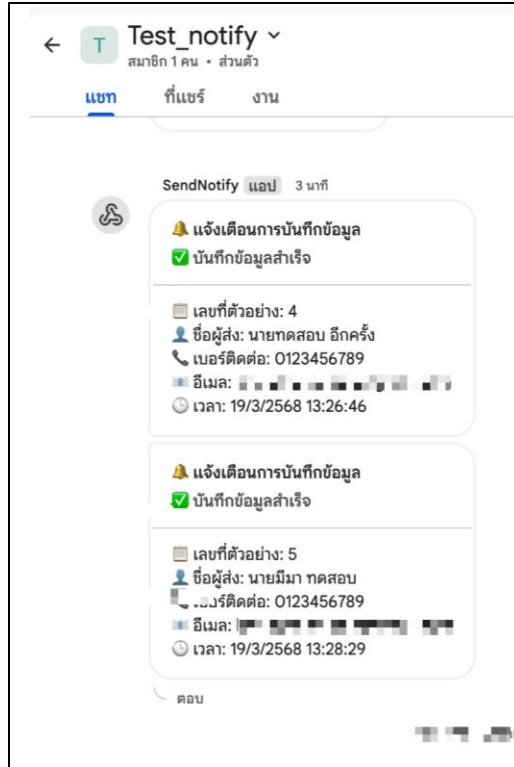 T
Test_notify
สมาชิก 1 คน • ส่วนตัว
แชท ที่แชร์ งาน
SendNotify แอป 3 นาที
🔔 แจ้งเตือนการบันทึกข้อมูล
✅ บันทึกข้อมูลสำเร็จ
📋 เลขที่ตัวอย่าง: 4
👤 ชื่อผู้ส่ง: นายทดสอบ อีกครั้ง
📞 เบอร์ติดต่อ: 0123456789
📧 อีเมล:
🕒 เวลา: 19/3/2568 13:26:46
🔔 แจ้งเตือนการบันทึกข้อมูล
✅ บันทึกข้อมูลสำเร็จ
📋 เลขที่ตัวอย่าง: 5
👤 ชื่อผู้ส่ง: นายมีมา ทดสอบ
📞 เบอร์ติดต่อ: 0123456789
📧 อีเมล:
🕒 เวลา: 19/3/2568 13:28:29
ตอบ